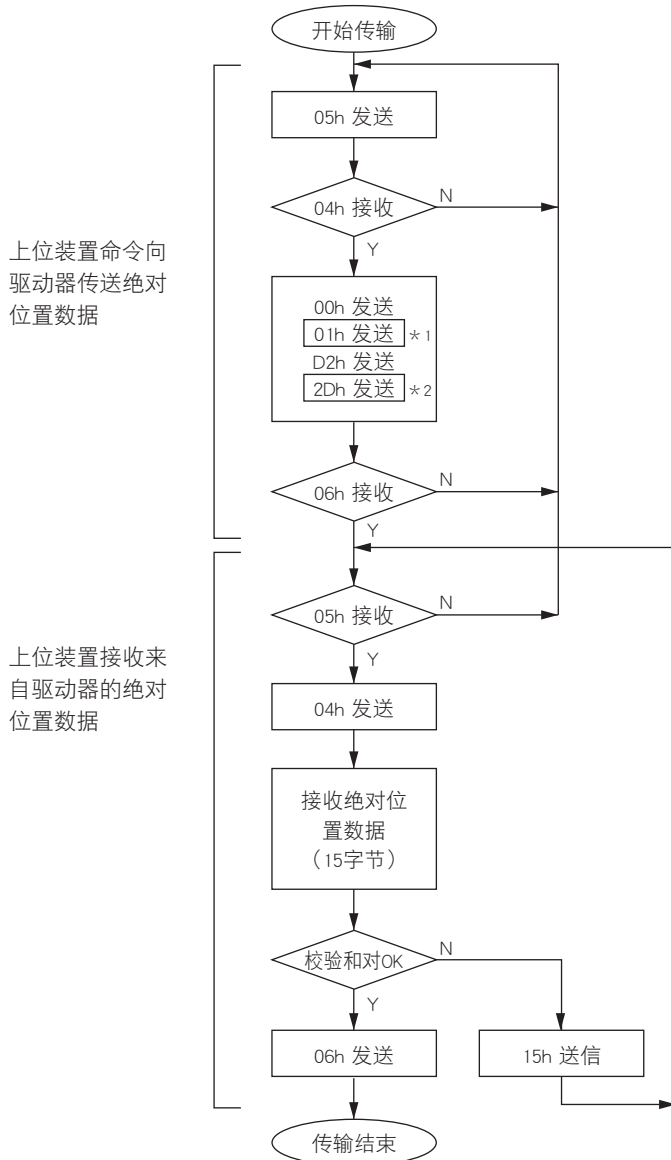 开始传输
05h 发送
04h 接收
N
Y
上位装置命令向
驱动器传送绝对
位置数据
00h 发送
01h 发送 *1
D2h 发送
2Dh 发送 *2
06h 接收
N
Y
05h 接收
N
Y
上位装置接收来
自驱动器的绝对
位置数据
04h 发送
接收绝对位
置数据
（15字节）
校验和对OK
N
Y
06h 发送
15h 送信
传输结束